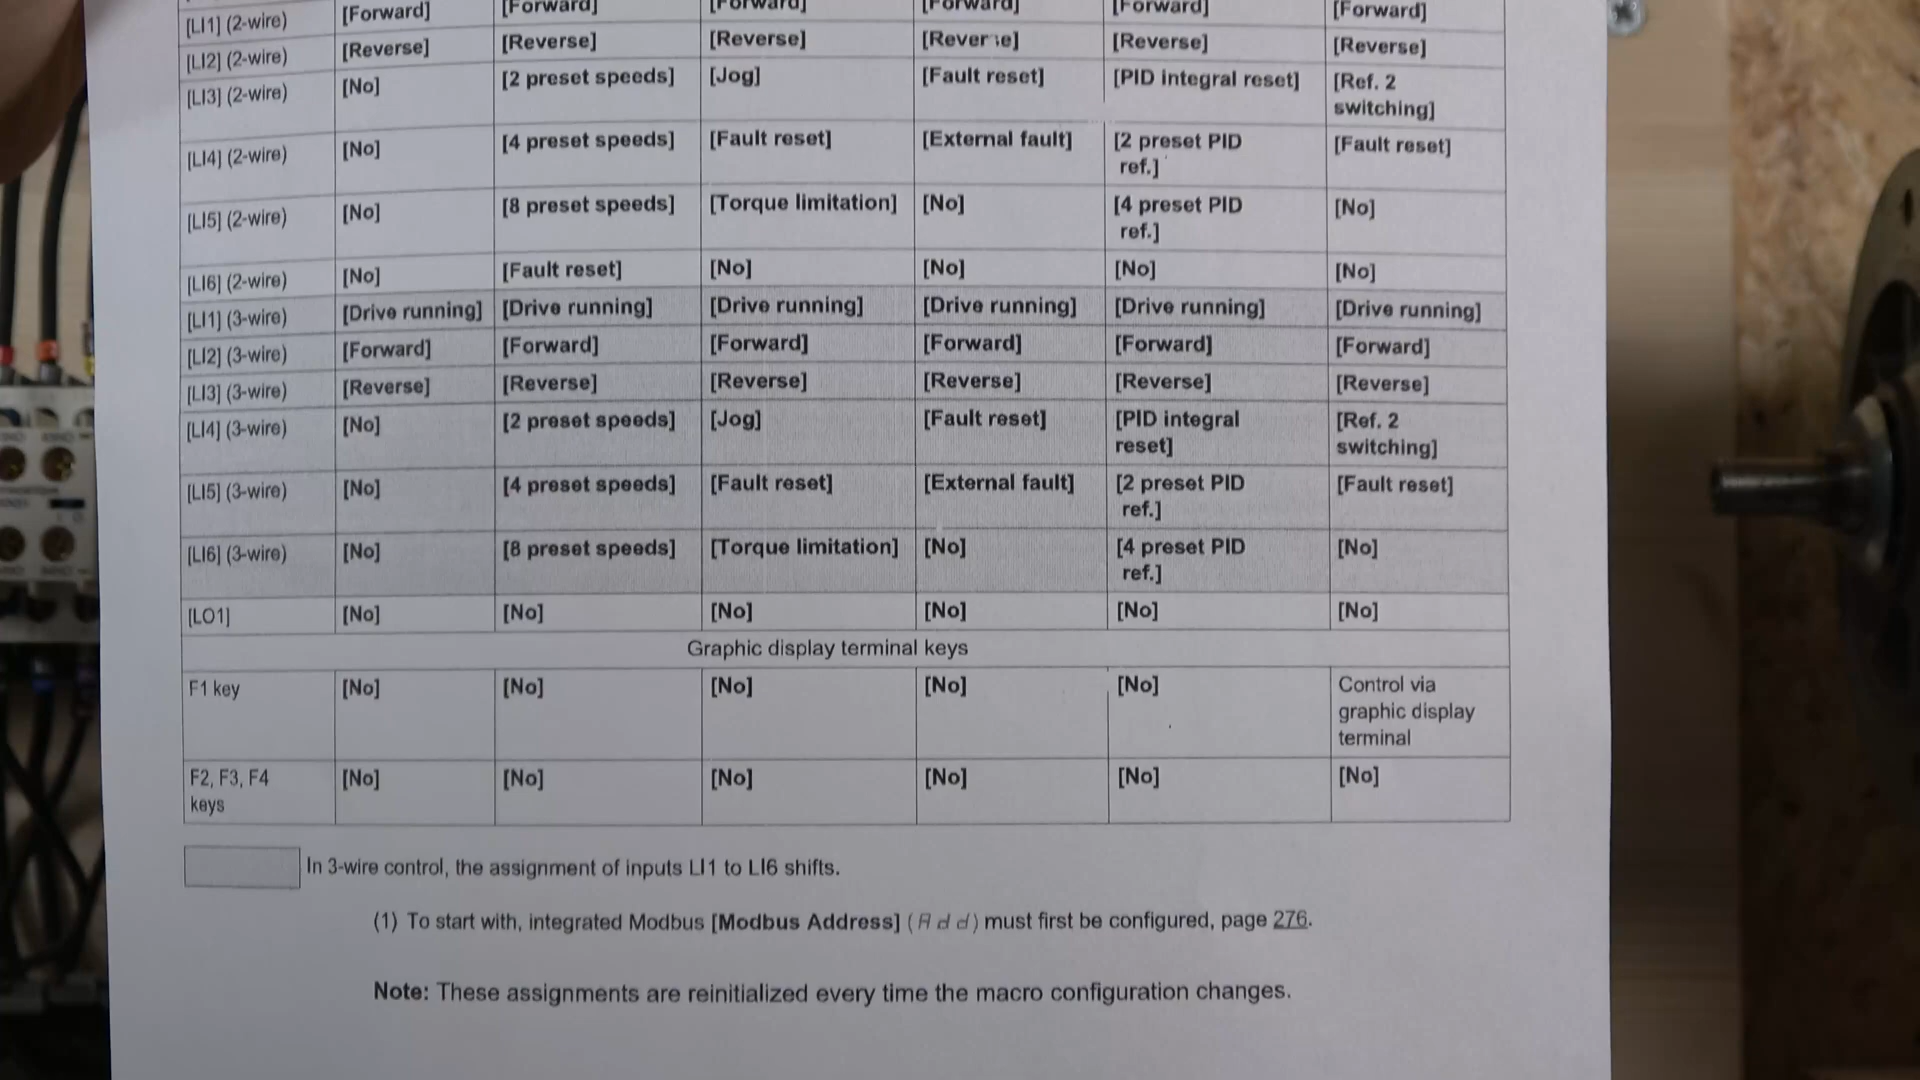 [LI1] (2-wire) [Forward] [Forward] [Forward] [Forward] [Forward] [Forward]
[LI2] (2-wire) [Reverse] [Reverse] [Reverse] [Reverse] [Reverse] [Reverse]
[LI3] (2-wire) [No] [2 preset speeds] [Jog] [Fault reset] [PID integral reset] [Ref. 2
switching]
[LI4] (2-wire) [No] [4 preset speeds] [Fault reset] [External fault] [2 preset PID [Fault reset]
ref.]
[LI5] (2-wire) [No] [8 preset speeds] [Torque limitation] [No] [4 preset PID [No]
ref.]
[LI6] (2-wire) [No] [Fault reset] [No] [No] [No] [No]
[LI1] (3-wire) [Drive running] [Drive running] [Drive running] [Drive running] [Drive running] [Drive running]
[LI2] (3-wire) [Forward] [Forward] [Forward] [Forward] [Forward] [Forward]
[LI3] (3-wire) [Reverse] [Reverse] [Reverse] [Reverse] [Reverse] [Reverse]
[LI4] (3-wire) [No] [2 preset speeds] [Jog] [Fault reset] [PID integral [Ref. 2
reset] switching]
[LI5] (3-wire) [No] [4 preset speeds] [Fault reset] [External fault] [2 preset PID [Fault reset]
ref.]
[LI6] (3-wire) [No] [8 preset speeds] [Torque limitation] [No] [4 preset PID [No]
ref.]
[LO1] [No] [No] [No] [No] [No] [No]
Graphic display terminal keys
F1 key [No] [No] [No] [No] [No] Control via
graphic display
terminal
F2, F3, F4 [No] [No] [No] [No] [No] [No]
keys
In 3-wire control, the assignment of inputs LI1 to LI6 shifts.
(1) To start with, integrated Modbus [Modbus Address] (Add) must first be configured, page 276.
Note: These assignments are reinitialized every time the macro configuration changes.